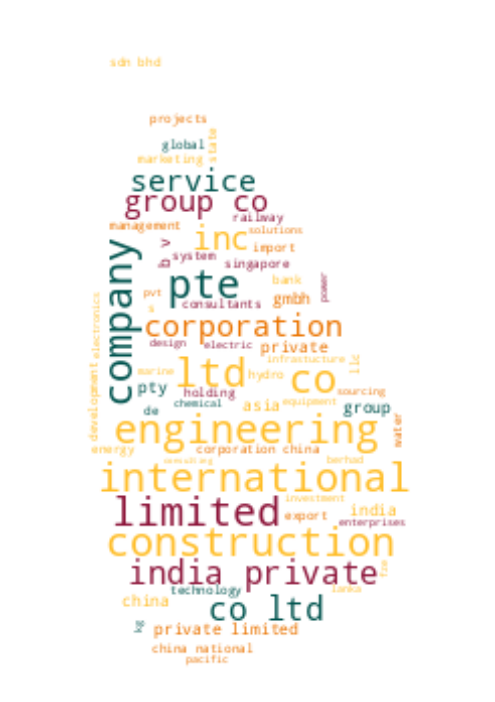 sdn bhd
projects
global
state
marketing
service
group co
railway
management
inc
solutions
b v
system
import
singapore
company
pte
bank
power
pvt
s
consultants
gmbh
electronics
corporation
design
electric
private
infrastucture
llc
marine
ltd
hydro
co
pty
holding
sourcing
development
de
chemical
asia
equipment
group
water
engineering
energy
corporation china
consulting
berhad
international
investment
limited
export
india
enterprises
construction
fze
india private
technology
lanka
china
co ltd
kg
private limited
china national
pacific